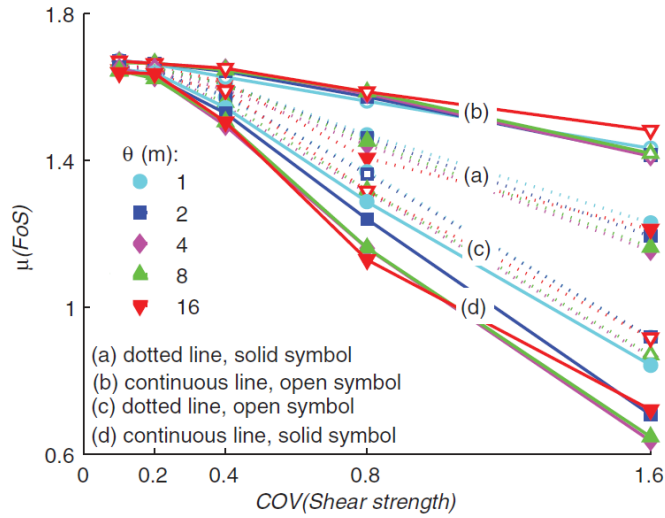 1.8
1.4
1
0.6
μ(FoS)
θ (m):
1
2
4
8
16
(b)
(a)
(c)
(d)
(a) dotted line, solid symbol
(b) continuous line, open symbol
(c) dotted line, open symbol
(d) continuous line, solid symbol
0 0.2 0.4 0.8 1.6
COV(Shear strength)